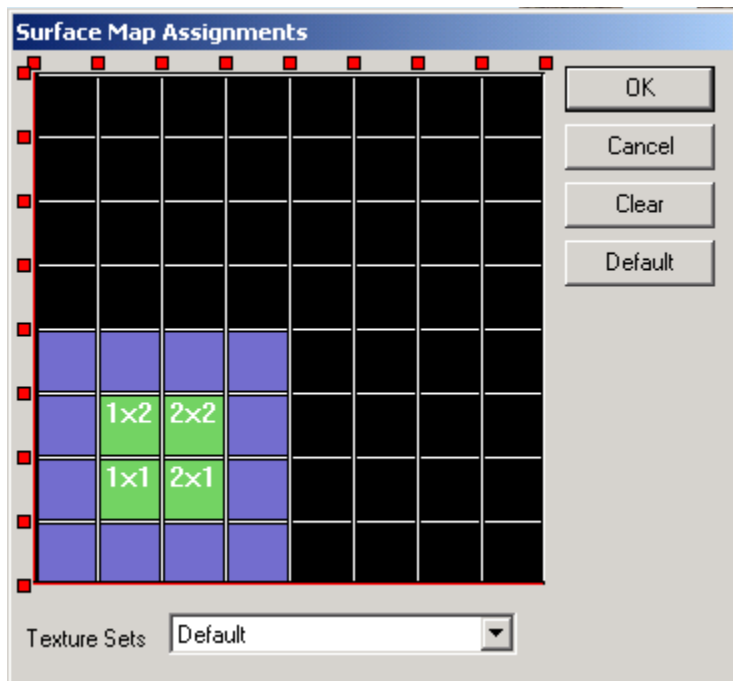 Surface Map Assignments
OK
Cancel
Clear
Default
1x2 2x2
1x1 2x1
Texture Sets Default